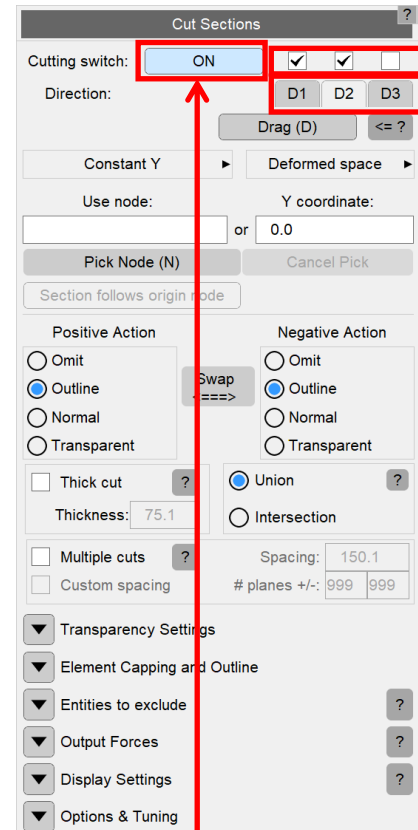 Cut Sections ?
Cutting switch: ON
Direction: D1 D2 D3
Drag (D) <= ?
Constant Y Deformed space
Use node: Y coordinate:
or 0.0
Pick Node (N) Cancel Pick
Section follows origin node
Positive Action Negative Action
Omit Omit
Outline Swap Outline
<===>
Normal Normal
Transparent Transparent
Thick cut ? Union ?
Thickness: 75.1 Intersection
Multiple cuts ? Spacing: 150.1
Custom spacing # planes +/-: 999 999
Transparency Settings
Element Capping and Outline
Entities to exclude ?
Output Forces ?
Display Settings ?
Options & Tuning